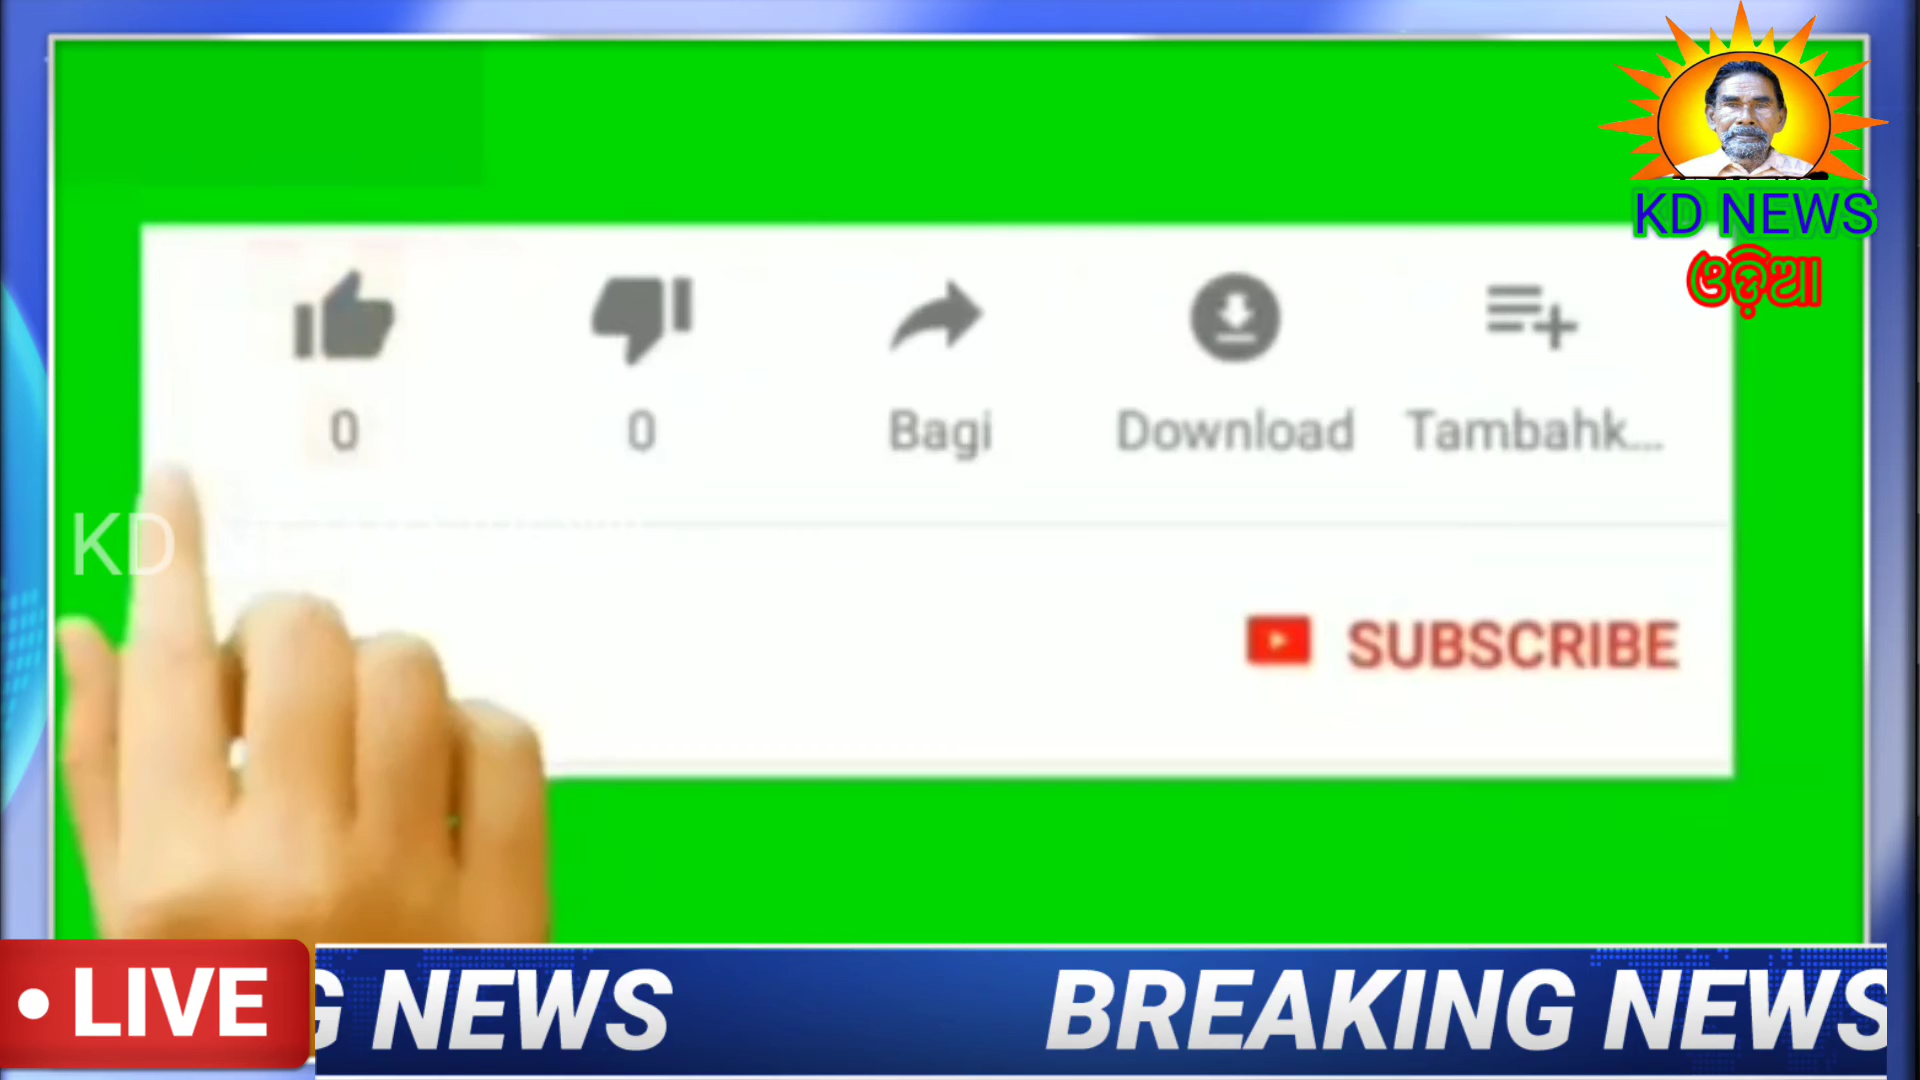 KD NEWS
ଓଡ଼ିଆ
0
0
Bagi
Download
Tambahk...
KD
SUBSCRIBE
LIVE
G NEWS
BREAKING NEWS